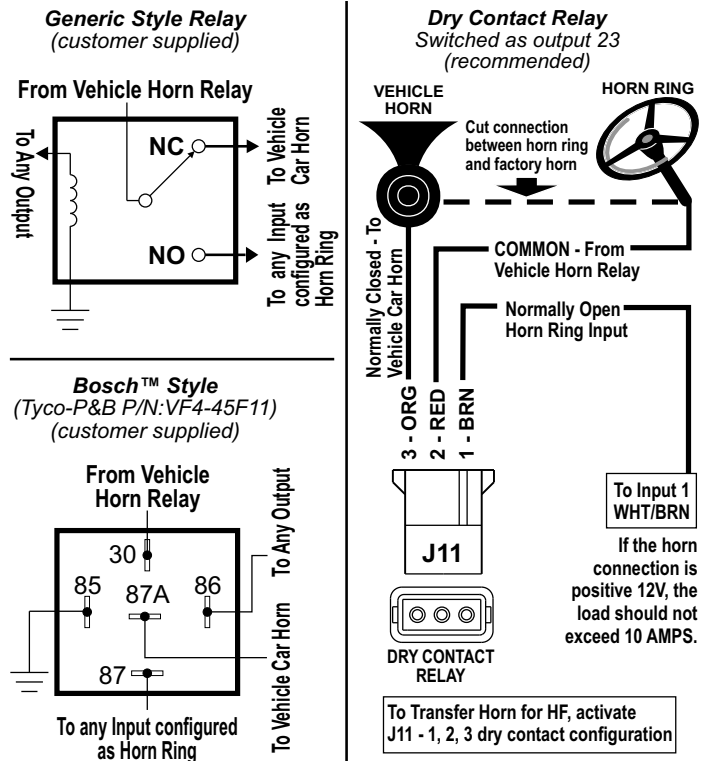 Generic Style Relay
(customer supplied)
From Vehicle Horn Relay
To Any Output
NC
To Vehicle
Car Horn
NO
To any Input
configured as
Horn Ring
Bosch™ Style
(Tyco-P&B P/N:VF4-45F11)
(customer supplied)
From Vehicle
Horn Relay
30
85
87A
86
87
To Any Output
To Vehicle Car Horn
To any Input configured
as Horn Ring
Dry Contact Relay
Switched as output 23
(recommended)
VEHICLE
HORN
HORN RING
Cut connection
between horn ring
and factory horn
Normally Closed - To
Vehicle Car Horn
COMMON - From
Vehicle Horn Relay
Normally Open
Horn Ring Input
3 - ORG
2 - RED
1 - BRN
J11
To Input 1
WHT/BRN
If the horn
connection is
positive 12V, the
load should not
exceed 10 AMPS.
DRY CONTACT
RELAY
To Transfer Horn for HF, activate
J11 - 1, 2, 3 dry contact configuration